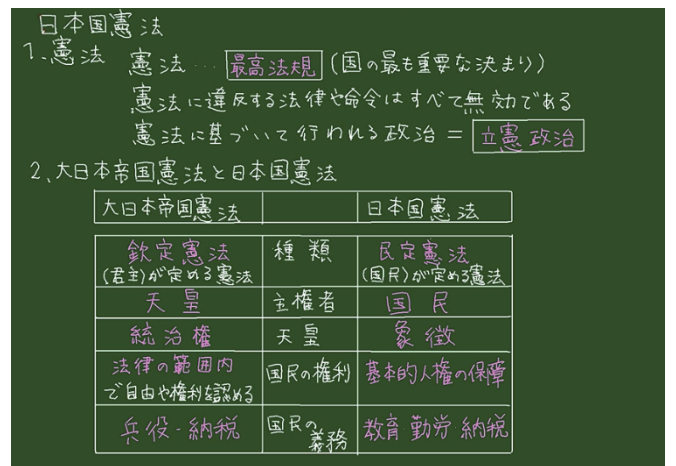 日本国憲法
1、憲法 憲法… 最高法規 (国の最も重要な決まり)
憲法に違反する法律や命令はすべて無効である
憲法に基づいて行われる政治 = 立憲政治
2、大日本帝国憲法と日本国憲法
大日本帝国憲法 日本国憲法
欽定憲法 種類 民定憲法
(君主)が定める憲法 (国民)が定める憲法
天皇 主権者 国民
統治権 天皇 象徴
法律の範囲内 国民の権利 基本的人権の保障
で自由や権利を認める
兵役・納税 国民の 教育 勤労 納税
義務